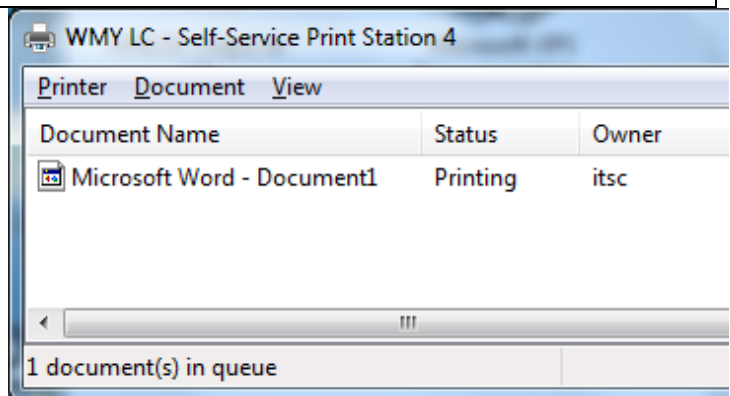 WMY LC - Self-Service Print Station 4
Printer Document View
Document Name Status Owner
Microsoft Word - Document1 Printing itsc
1 document(s) in queue